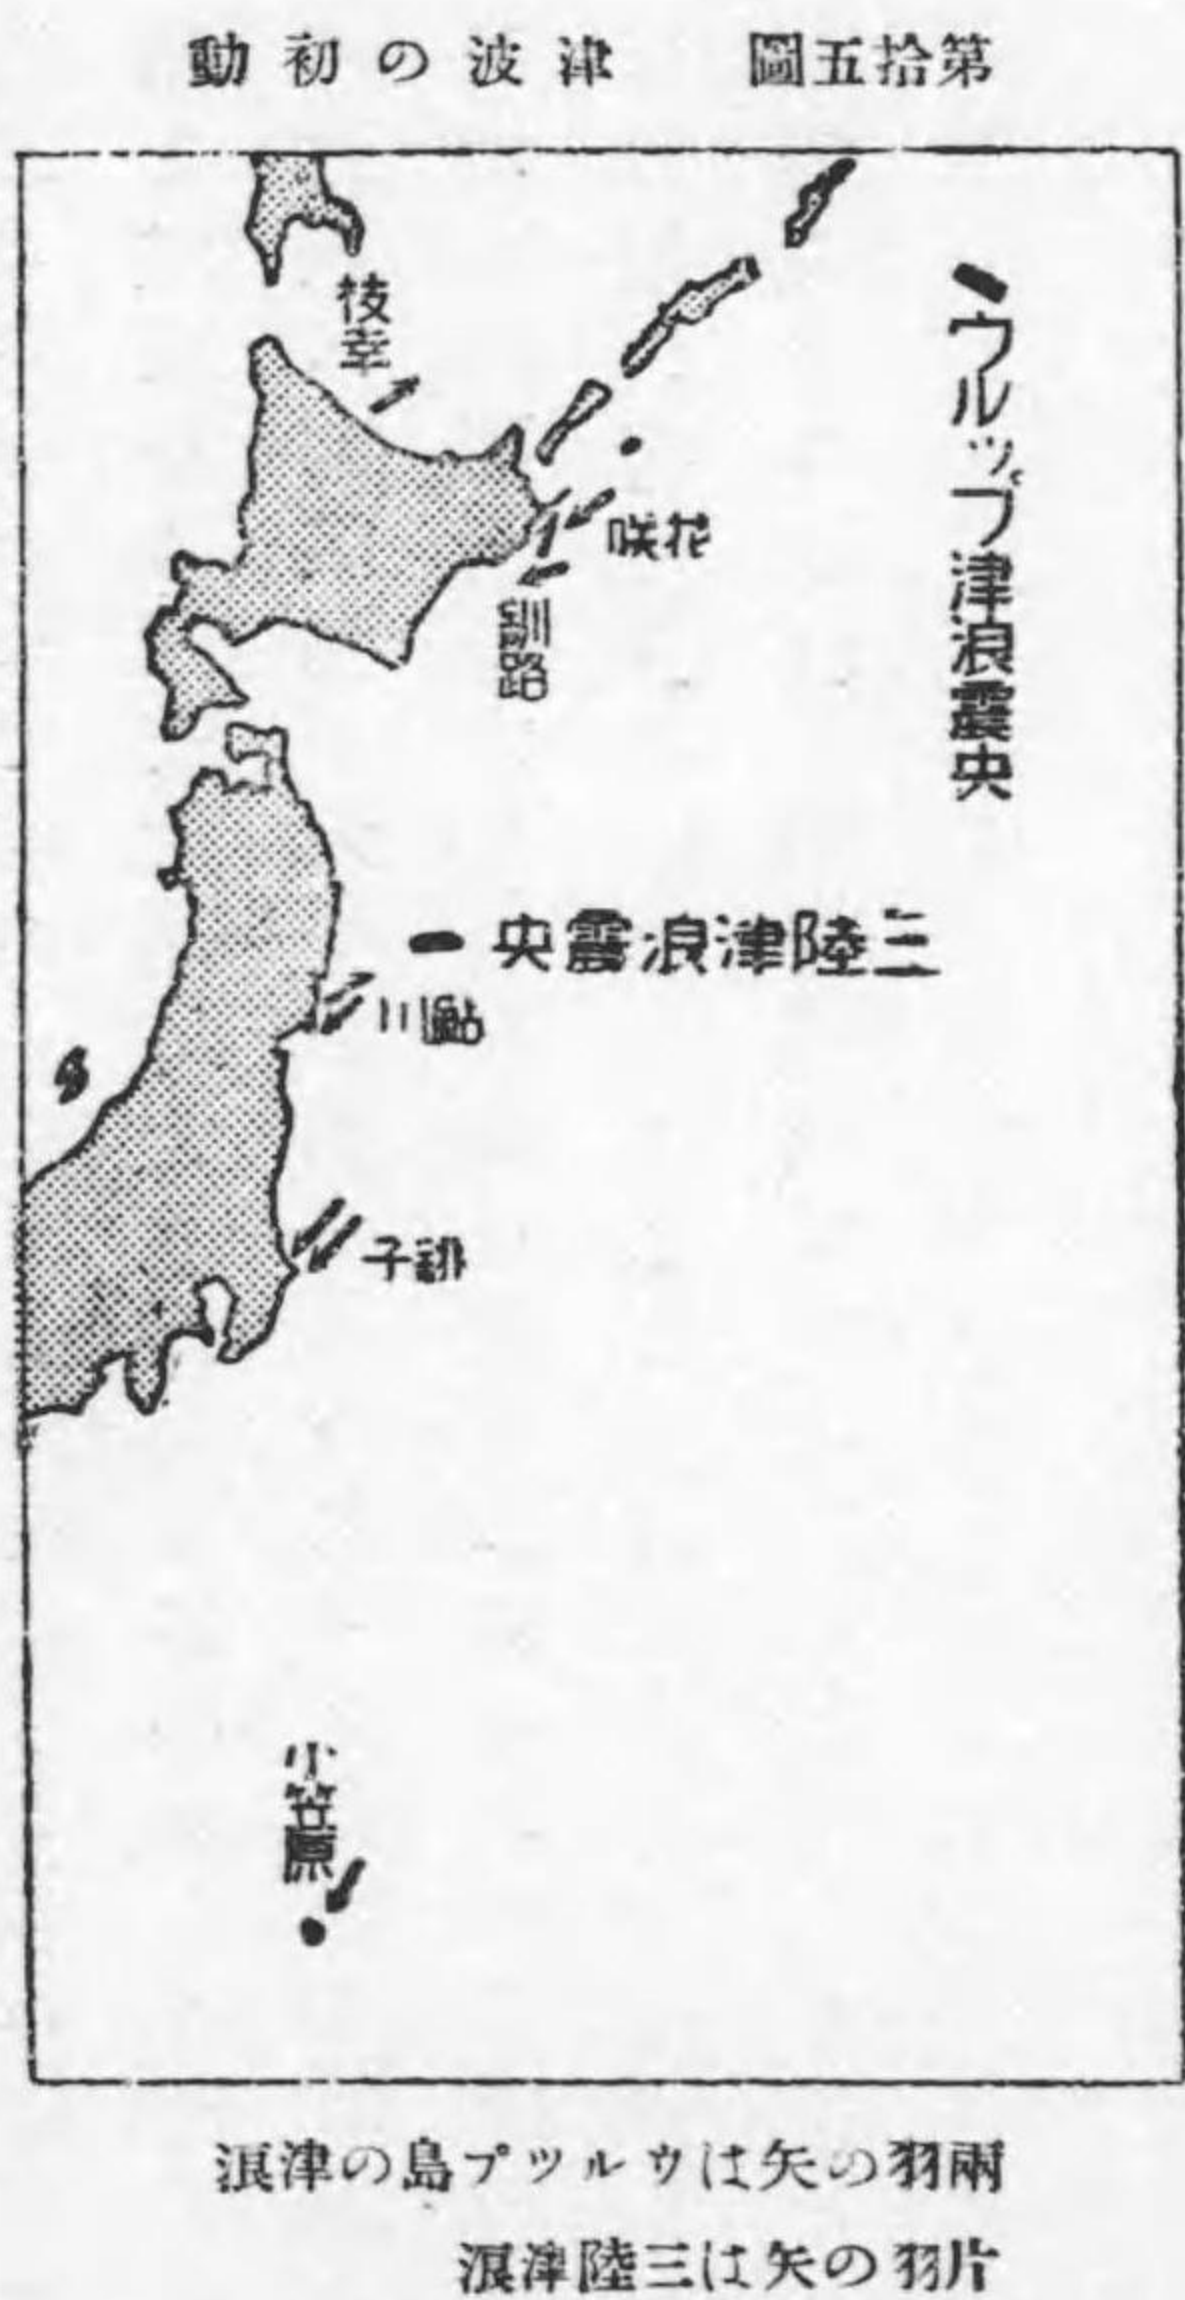 第拾五圖　津波の初動
枝幸
ウルップ津浪震央
花咲
釧路
三陸津浪震央
鮎川
銚子
小笠原
兩羽の矢はウルツプ島の津浪
片羽の矢は三陸津浪